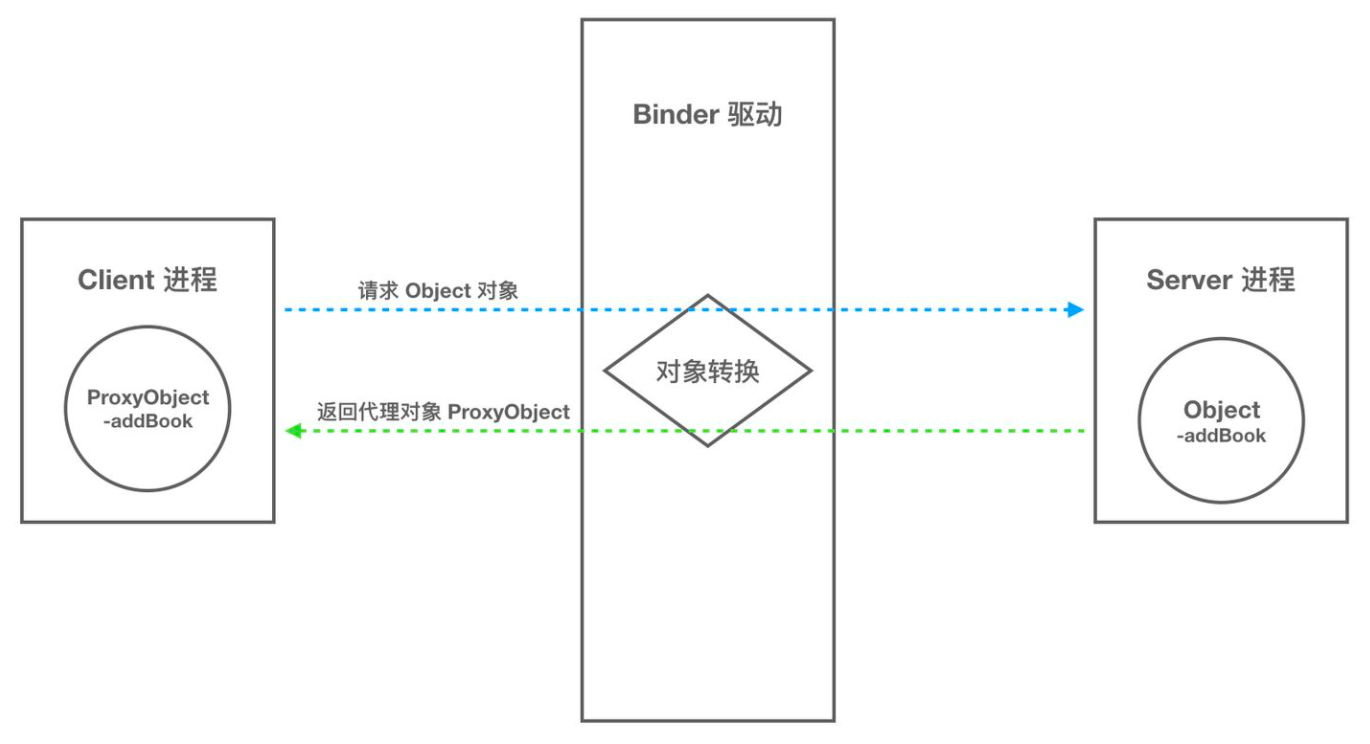 Binder 驱动
Client 进程
Server 进程
请求 Object 对象
对象转换
ProxyObject
-addBook
返回代理对象 ProxyObject
Object
-addBook